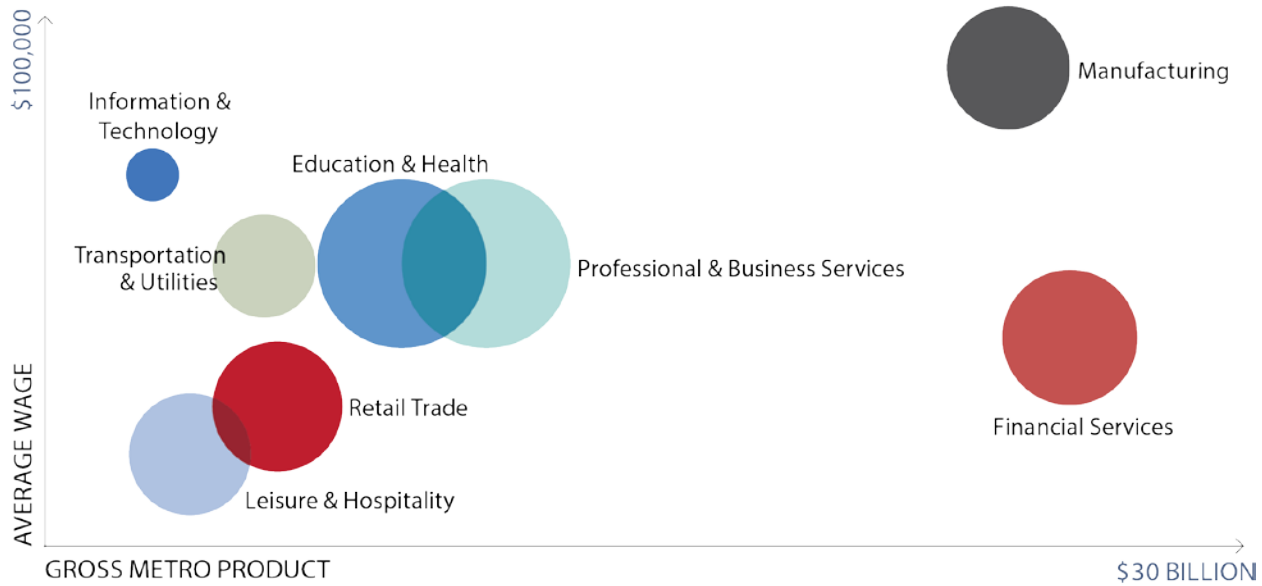 $100,000
AVERAGE WAGE
Information &
Technology
Education & Health
Manufacturing
Transportation
& Utilities
Professional & Business Services
Retail Trade
Financial Services
Leisure & Hospitality
GROSS METRO PRODUCT
$30 BILLION